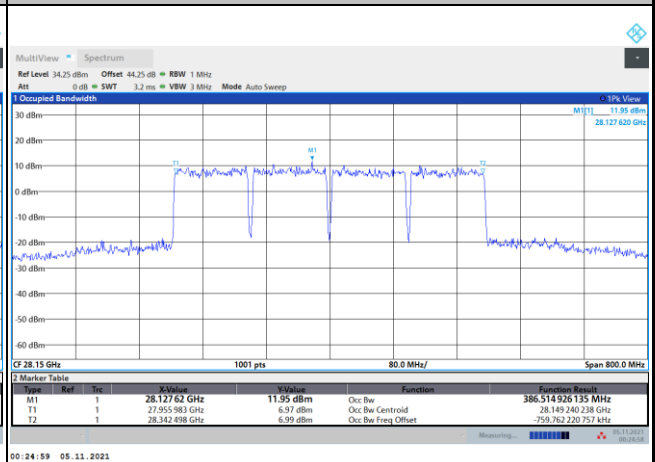 MultiView Spectrum
Ref Level 34.25 dBm Offset 44.25 dB RBW 1 MHz
Att 0 dB SWT 3.2 ms VBW 3 MHz Mode Auto Sweep
1 Occupied Bandwidth 1Pk View
M1[1] 11.95 dBm
28.127 620 GHz
30 dBm
20 dBm
M1
10 dBm
T1
T2
0 dBm
-10 dBm
-20 dBm
-30 dBm
-50 dBm
-60 dBm
CF 28.15 GHz 1001 pts 80.0 MHz/ Span 800.0 MHz
2 Marker Table
Type Ref Trc X-Value Y-Value Function Function Result
M1 1 28.127 62 GHz 11.95 dBm Occ Bw 386.514 926 135 MHz
T1 1 27.955 983 GHz 6.97 dBm Occ Bw Centroid 28.149 240 238 GHz
T2 1 28.342 498 GHz 6.99 dBm Occ Bw Freq Offset -759.762 220 757 kHz
Measuring... 05.11.2021
00:24:58
00:24:59 05.11.2021